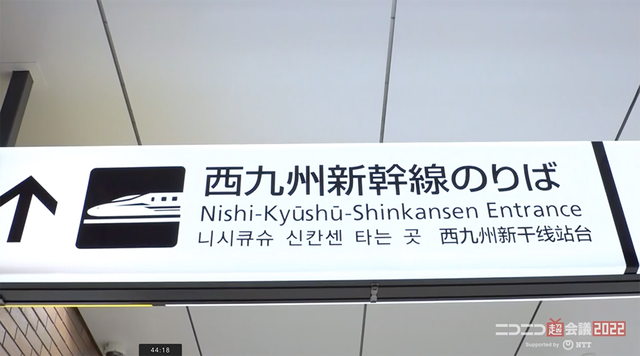 西九州新幹線のりば
Nishi-Kyūshū-Shinkansen Entrance
니시큐슈 신칸센 타는 곳 西九州新干线站台
44:18
ニコニコ超会議2022
Supported by NTT